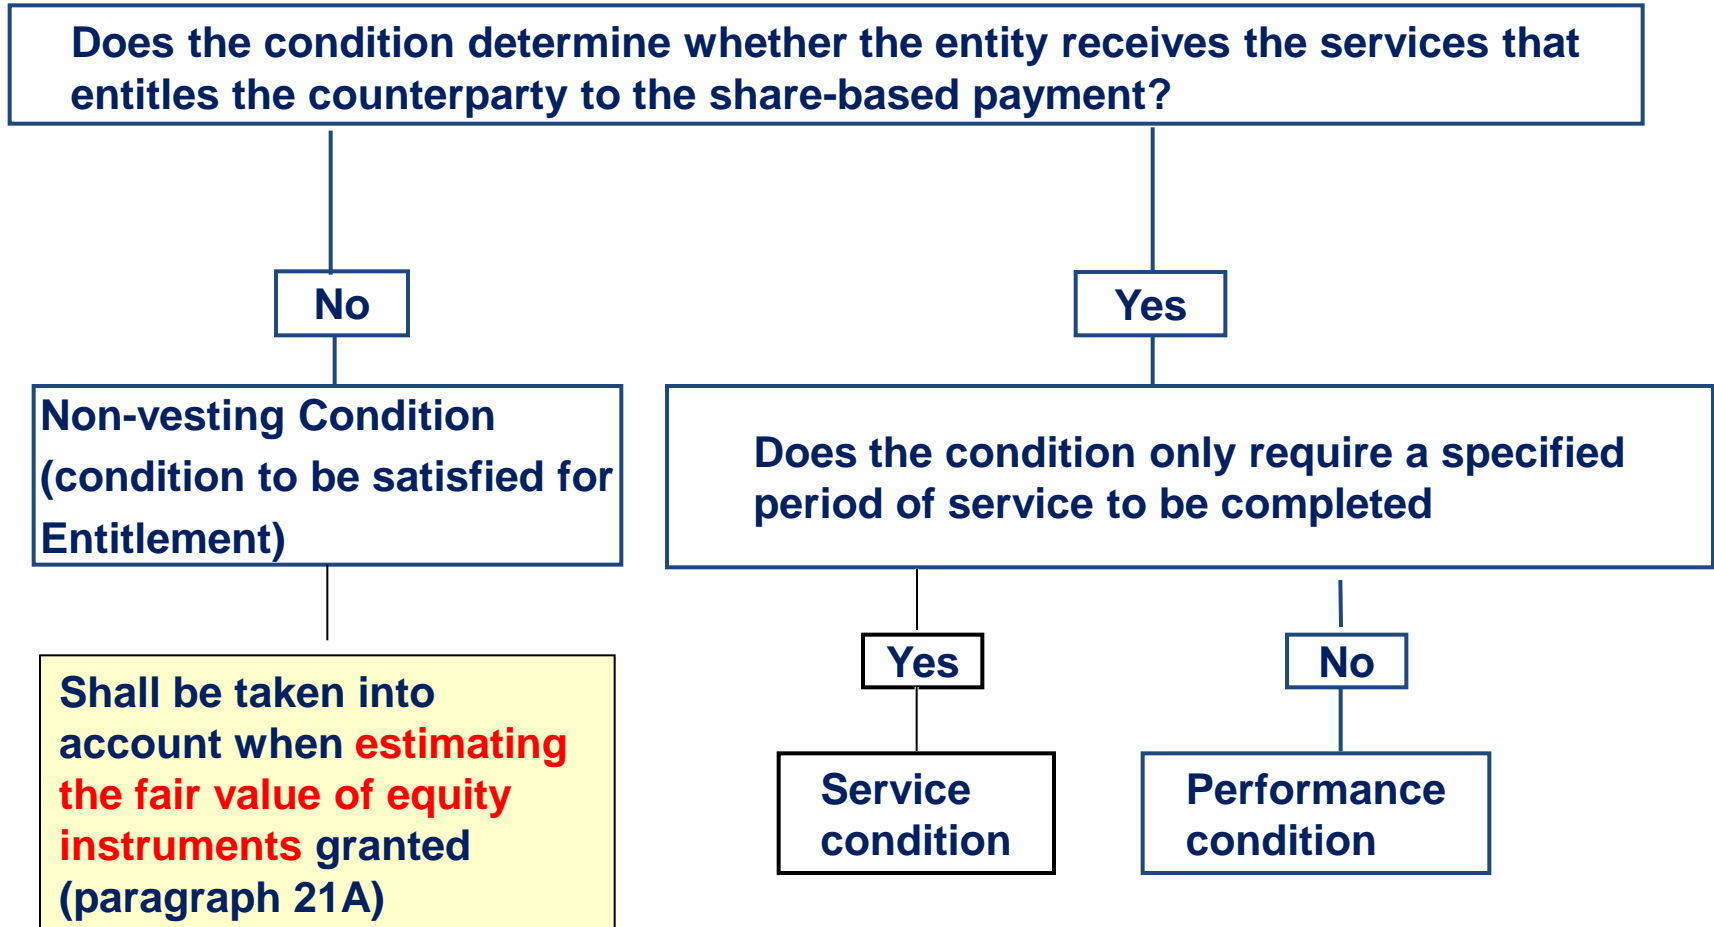 Does the condition determine whether the entity receives the services that
entitles the counterparty to the share-based payment?
No
Yes
Non-vesting Condition
(condition to be satisfied for
Entitlement)
Does the condition only require a specified
period of service to be completed
Yes
No
Shall be taken into
account when estimating
the fair value of equity
instruments granted
(paragraph 21A)
Service
condition
Performance
condition